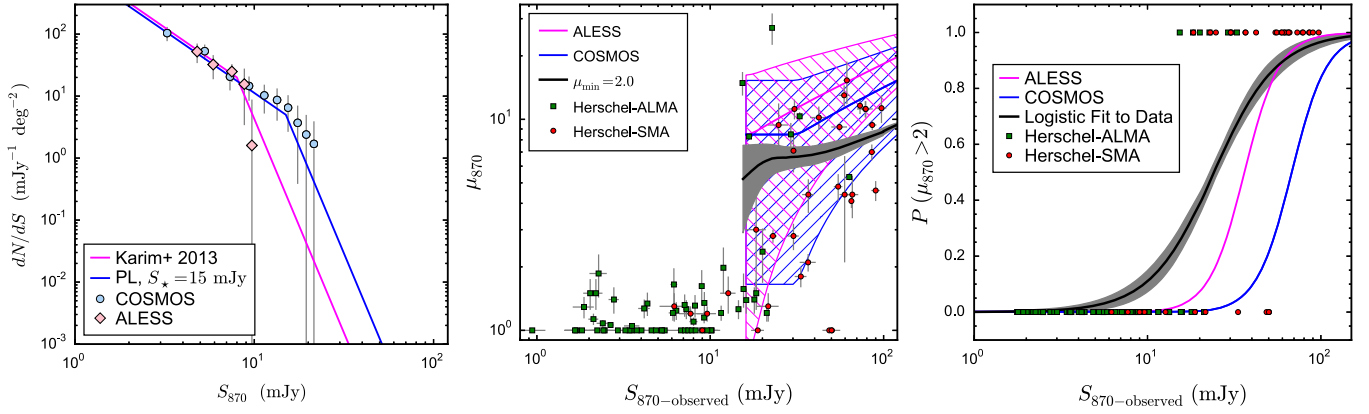 10²
10¹
10⁰
10⁻¹
10⁻²
10⁻³
dN/dS (mJy⁻¹ deg⁻²)
Karim+ 2013
PL, S⋆=15 mJy
COSMOS
ALESS
10⁰
10¹
10²
S₈₇₀ (mJy)
10¹
10⁰
μ₈₇₀
ALESS
COSMOS
μmin=2.0
Herschel-ALMA
Herschel-SMA
10⁰
10¹
10²
S₈₇₀₋observed (mJy)
1.0
0.8
0.6
0.4
0.2
0.0
P(μ₈₇₀>2)
ALESS
COSMOS
Logistic Fit to Data
Herschel-ALMA
Herschel-SMA
10⁰
10¹
10²
S₈₇₀₋observed (mJy)